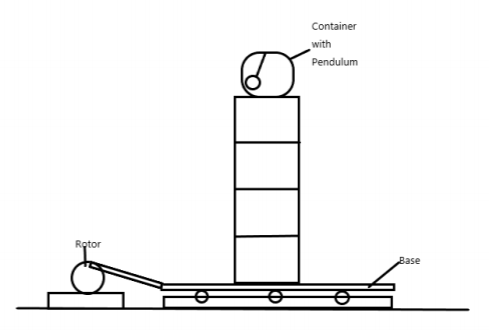 Container
with
Pendulum
Rotor
Base